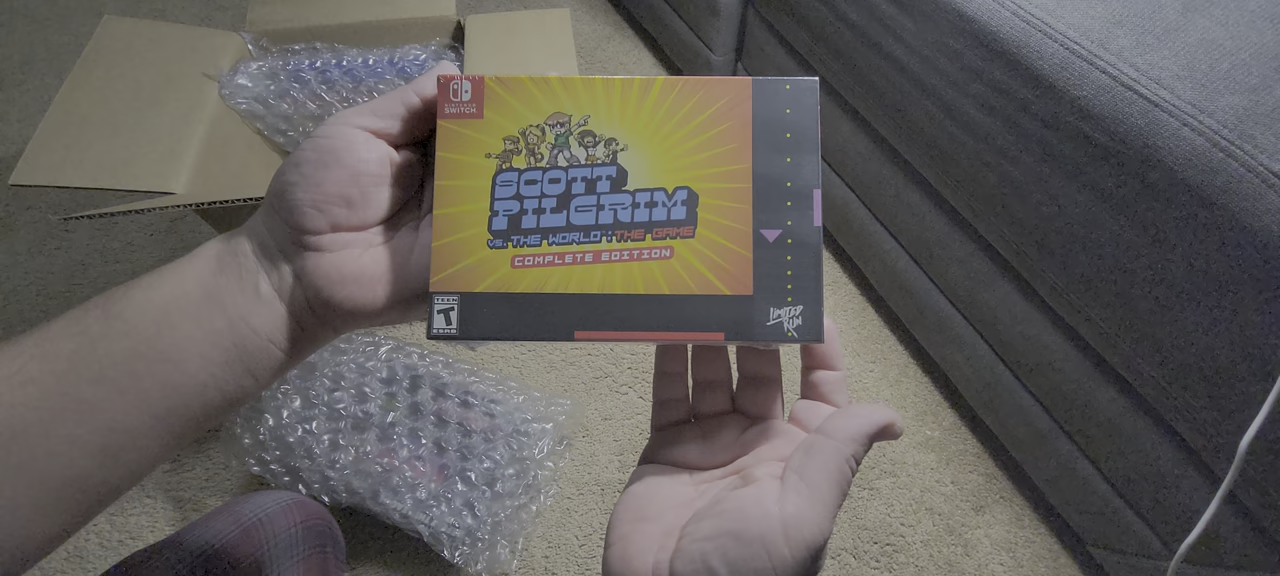 NINTENDO
SWITCH
SCOTT
PILGRIM
VS. THE WORLD: THE GAME
COMPLETE EDITION
TEEN
T
ESRB
LIMITED
RUN